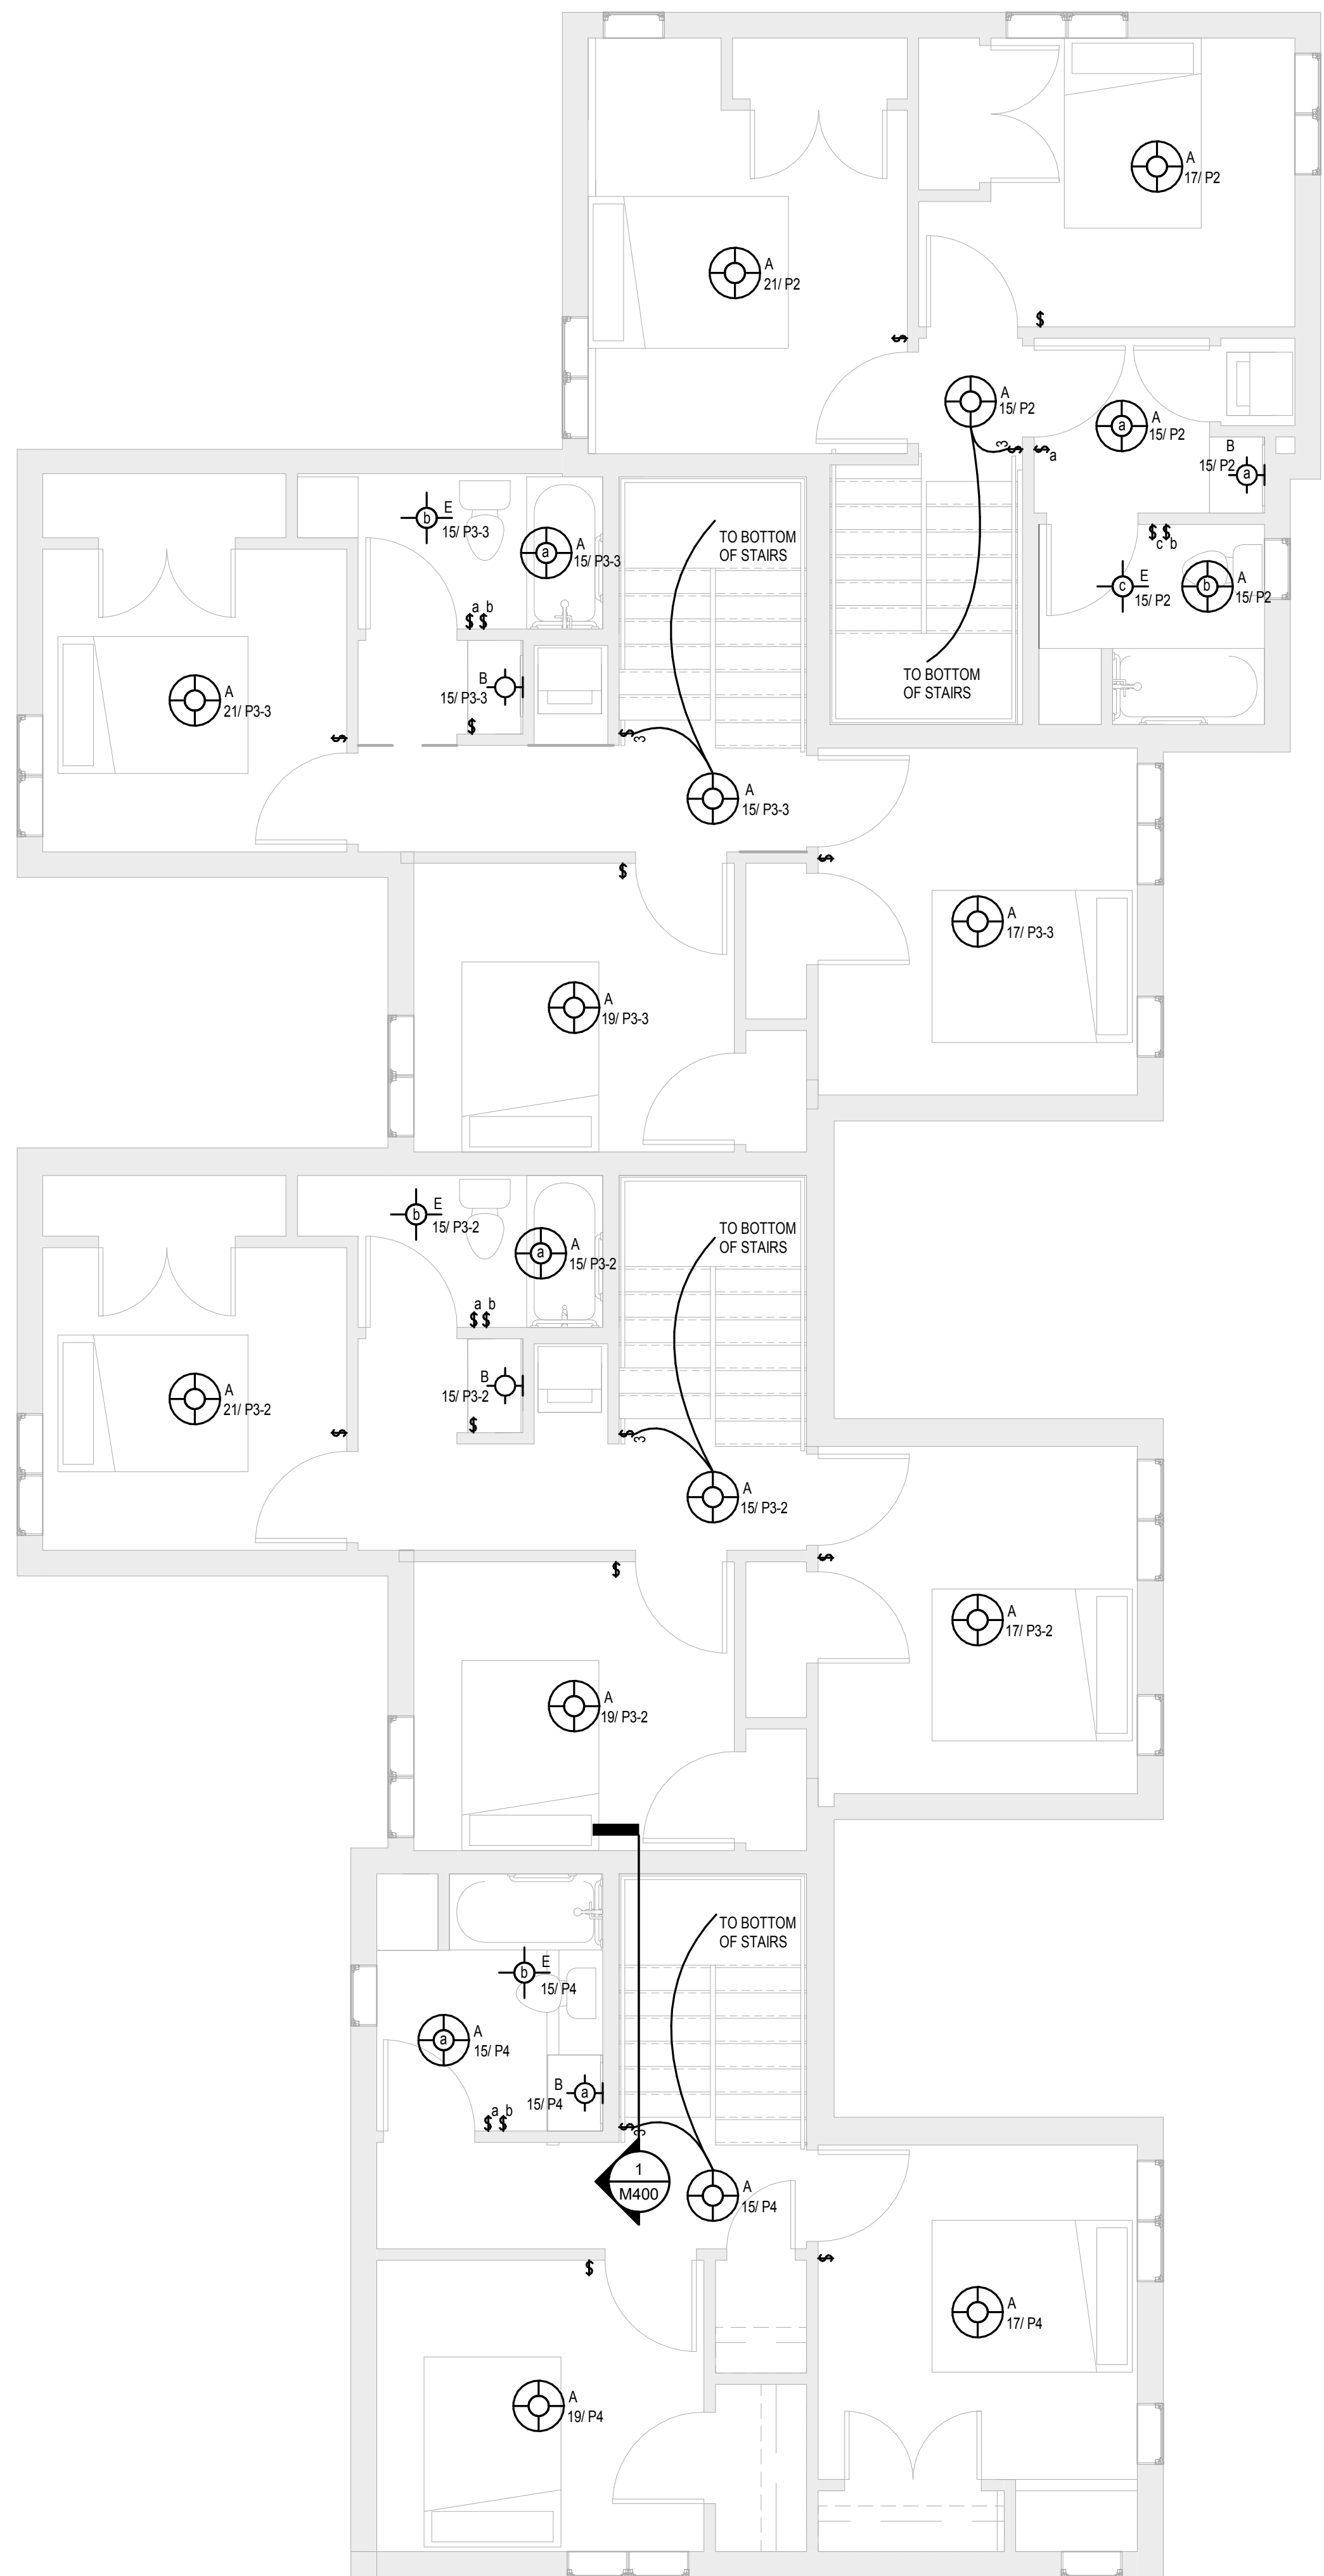 A
17/ P2
A
21/ P2
$
$
A
15/ P2
A
a
15/ P2
3
$
$
a
B
15/ P2
a
E
b
15/ P3-3
A
a
15/ P3-3
TO BOTTOM
OF STAIRS
$ $
c b
E
c
15/ P2
A
b
15/ P2
a b
$ $
TO BOTTOM
OF STAIRS
B
15/ P3-3
A
21/ P3-3
$
$
$
3
A
15/ P3-3
$
$
A
17/ P3-3
A
19/ P3-3
E
b
15/ P3-2
A
a
15/ P3-2
TO BOTTOM
OF STAIRS
a b
$ $
B
15/ P3-2
A
21/ P3-2
$
$
$
3
A
15/ P3-2
$
$
A
17/ P3-2
A
19/ P3-2
TO BOTTOM
OF STAIRS
E
b
15/ P4
A
a
15/ P4
B
15/ P4
a
a b
$ $
$
3
1
M400
A
15/ P4
$
$
A
17/ P4
A
19/ P4